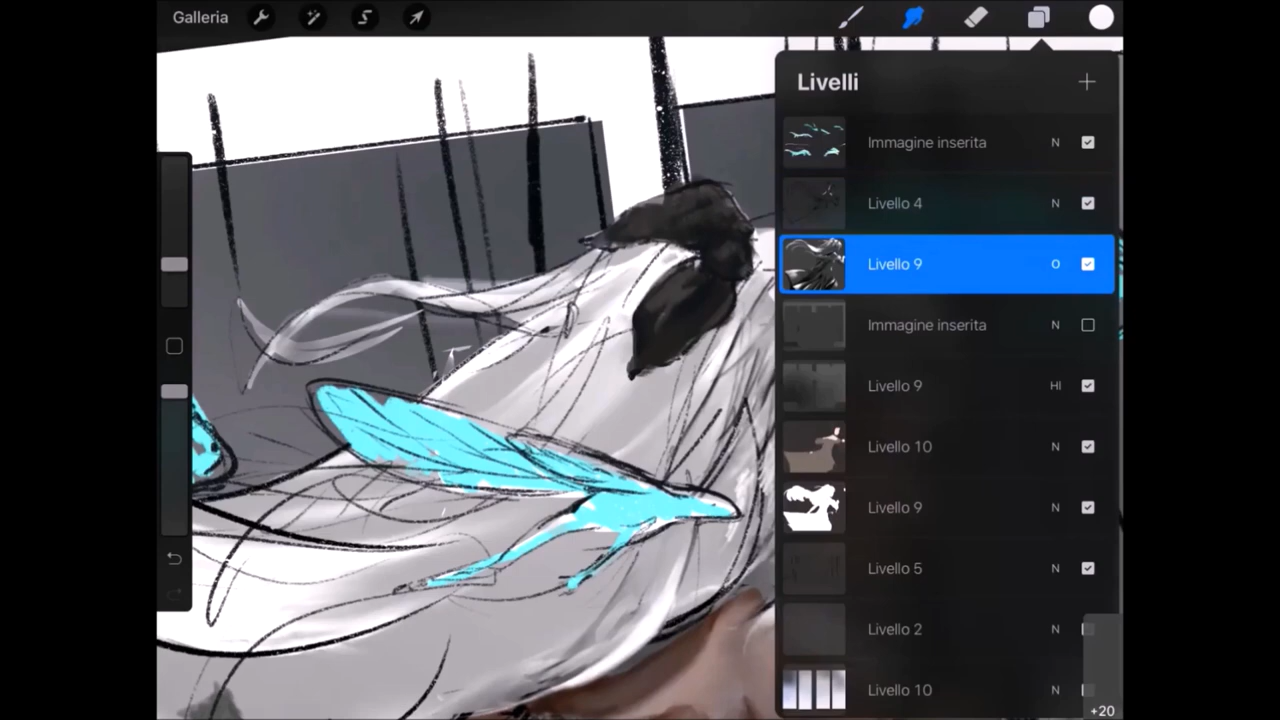 Galleria
Livelli
Immagine inserita N
Livello 4 N
Livello 9 O
Immagine inserita N
Livello 9 HI
Livello 10 N
Livello 9 N
Livello 5 N
Livello 2 N
Livello 10 N
+20